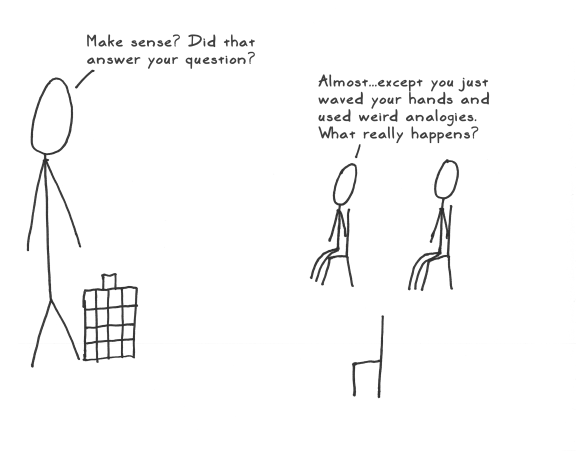 Make sense? Did that
answer your question?
Almost...except you just
waved your hands and
used weird analogies.
What really happens?